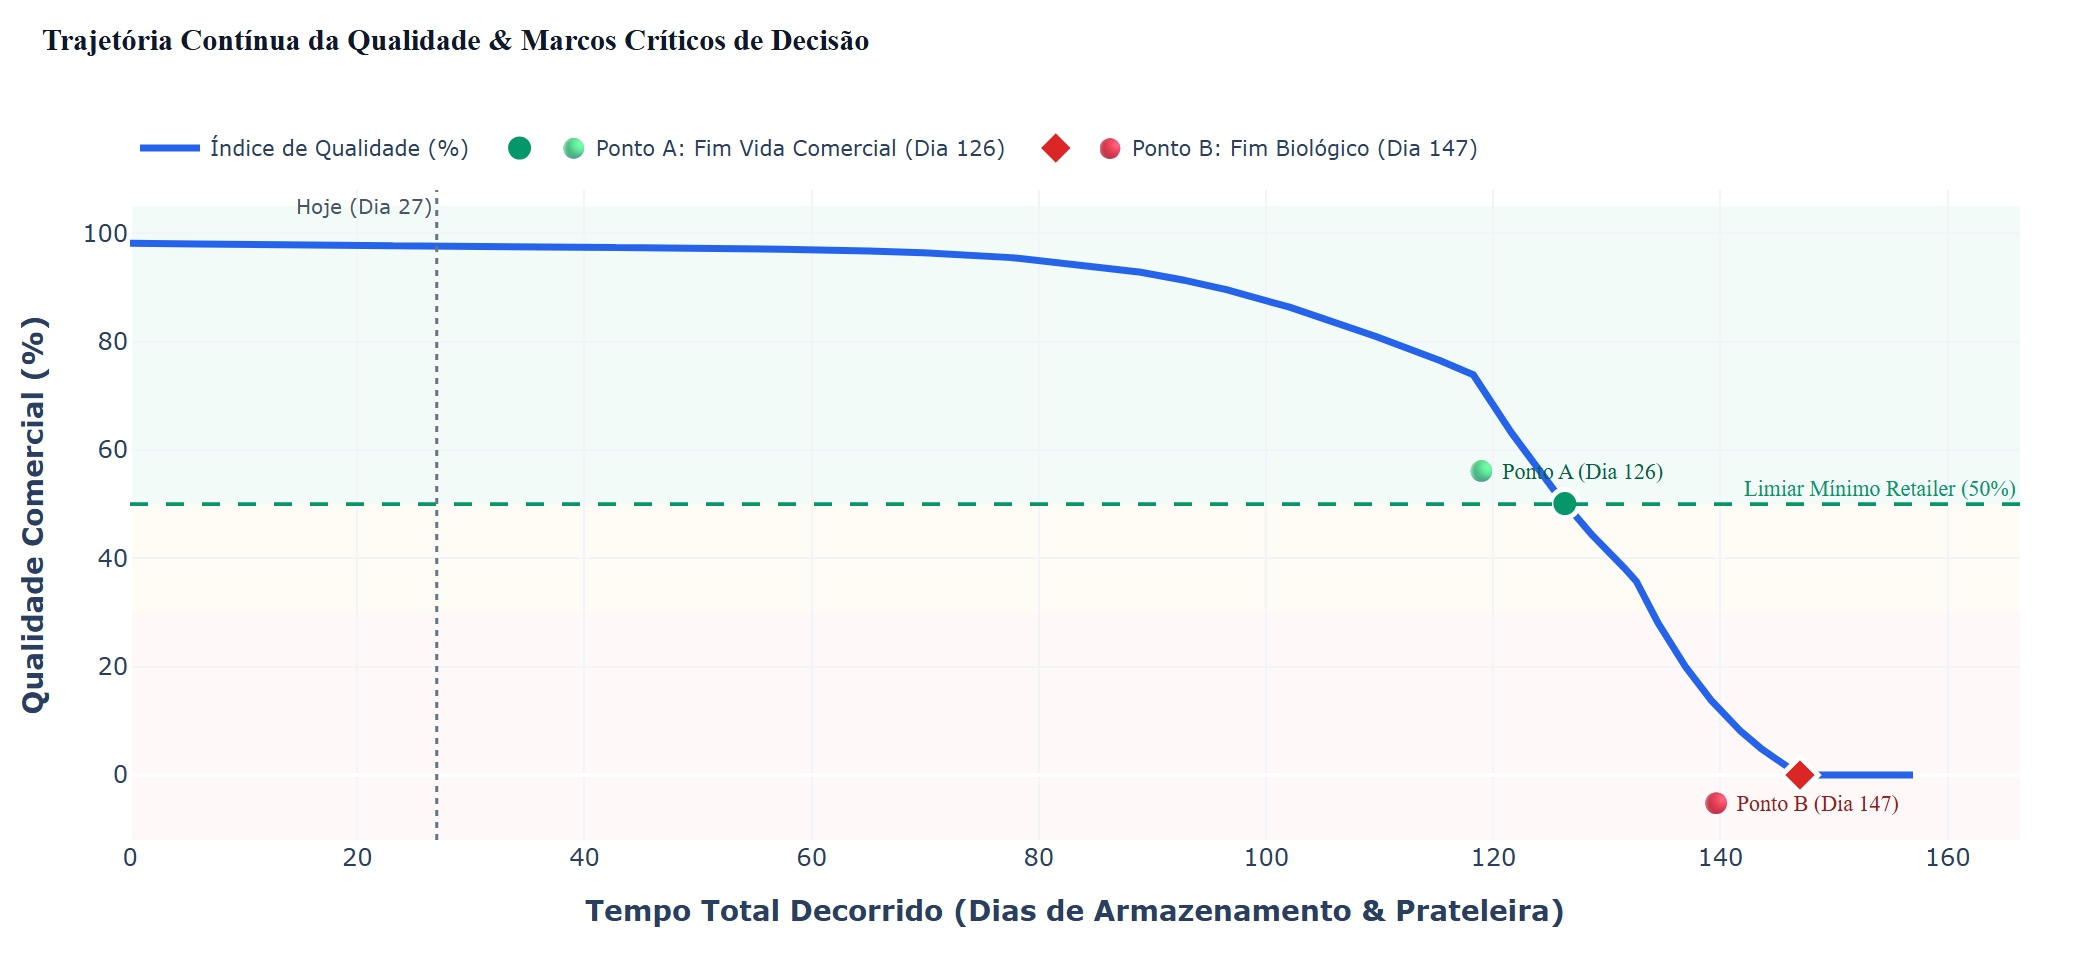 Trajetória Contínua da Qualidade & Marcos Críticos de Decisão
Índice de Qualidade (%)
Ponto A: Fim Vida Comercial (Dia 126)
Ponto B: Fim Biológico (Dia 147)
Hoje (Dia 27)
Qualidade Comercial (%)
100
80
60
40
20
0
Ponto A (Dia 126)
Limiar Mínimo Retailer (50%)
Ponto B (Dia 147)
0
20
40
60
80
100
120
140
160
Tempo Total Decorrido (Dias de Armazenamento & Prateleira)